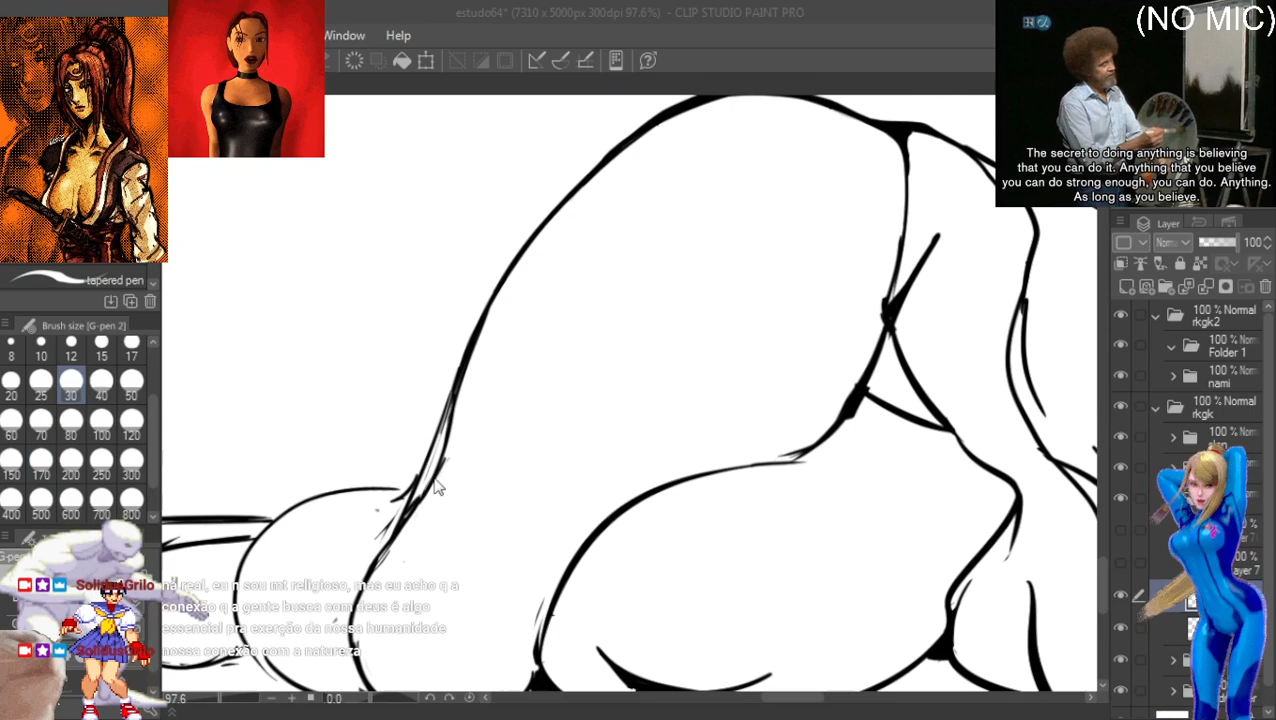 estudo64* (7310 x 5000px 300dpi 97.6%) - CLIP STUDIO PAINT PRO
(NO MIC)
Window Help
The secret to doing anything is believing
that you can do it. Anything that you believe
you can do strong enough, you can do. Anything.
As long as you believe.
Layer
100
tapered pen
Brush size [G-pen 2]
8 10 12 15 17
20 25 30 40 50
60 70 80 100 120
150 170 200 250 300
400 500 600 700 800
100 % Normal
rkgk2
100 %
Folder 1
100 %
nami
100 % Normal
rkgk
100 %
SolidusGrilo na real, eu n sou mt religioso, mas eu acho q a
conexão q a gente busca com deus é algo
essencial pra exerção da nossa humanidade
SolidusGrilo nossa conexão com a natureza
97.6 0.0